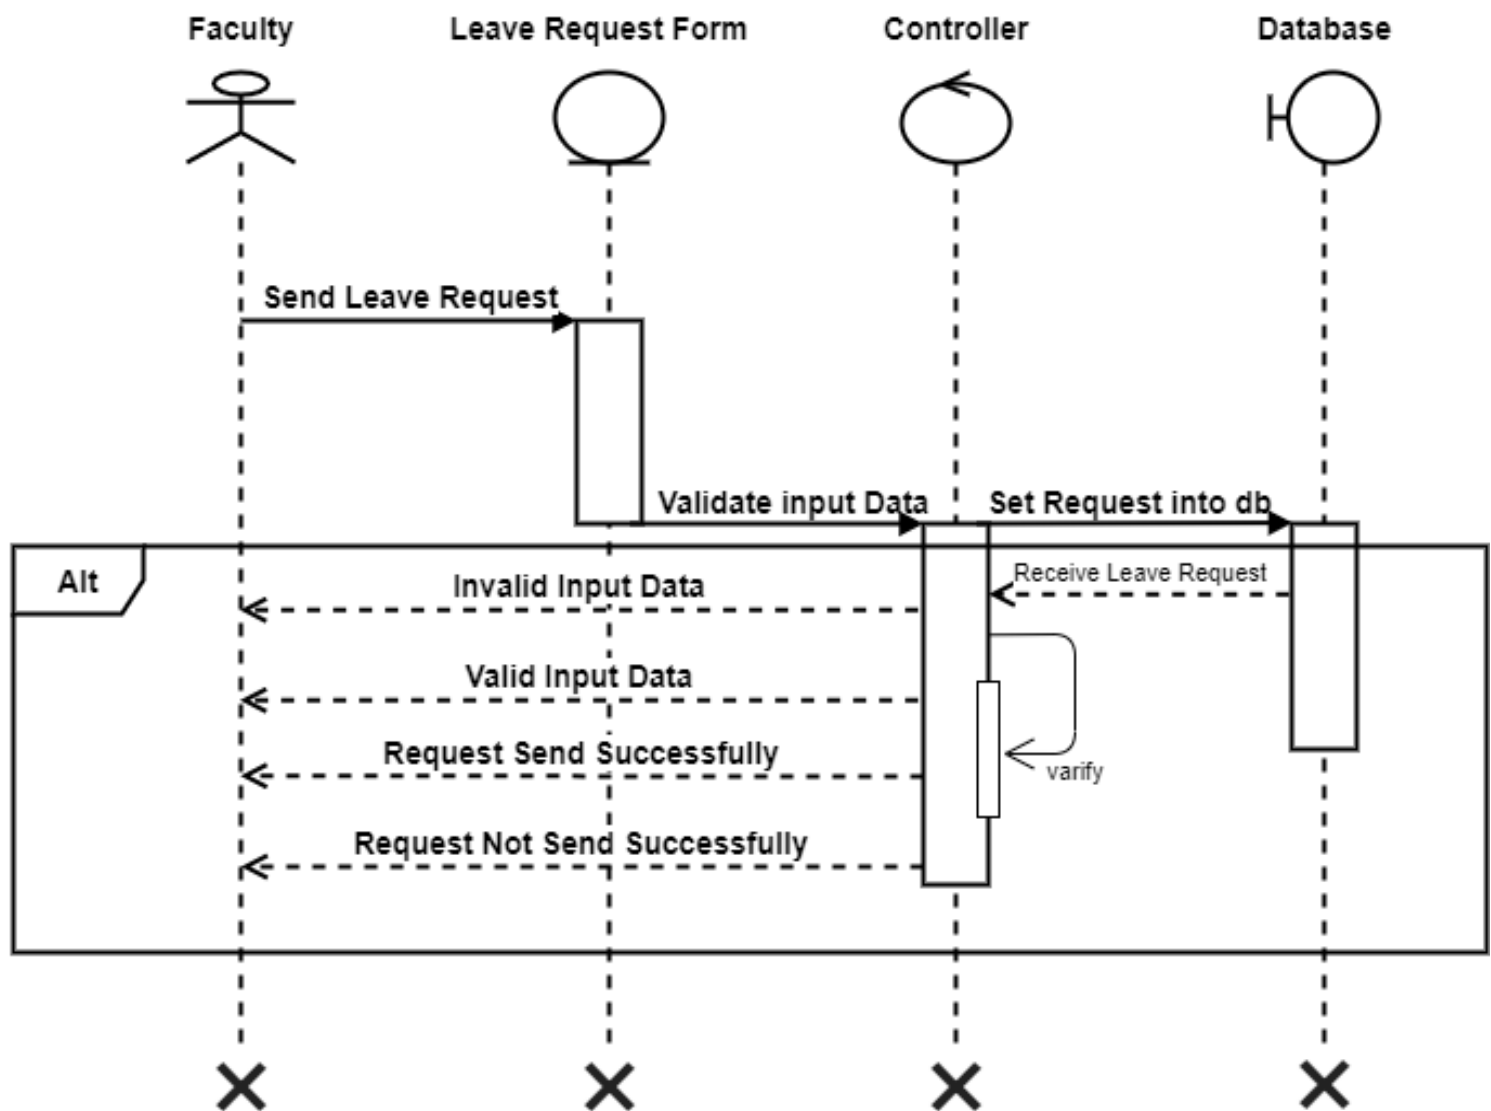 Faculty
Leave Request Form
Controller
Database
Send Leave Request
Validate input Data
Set Request into db
Alt
Receive Leave Request
Invalid Input Data
Valid Input Data
Request Send Successfully
varify
Request Not Send Successfully